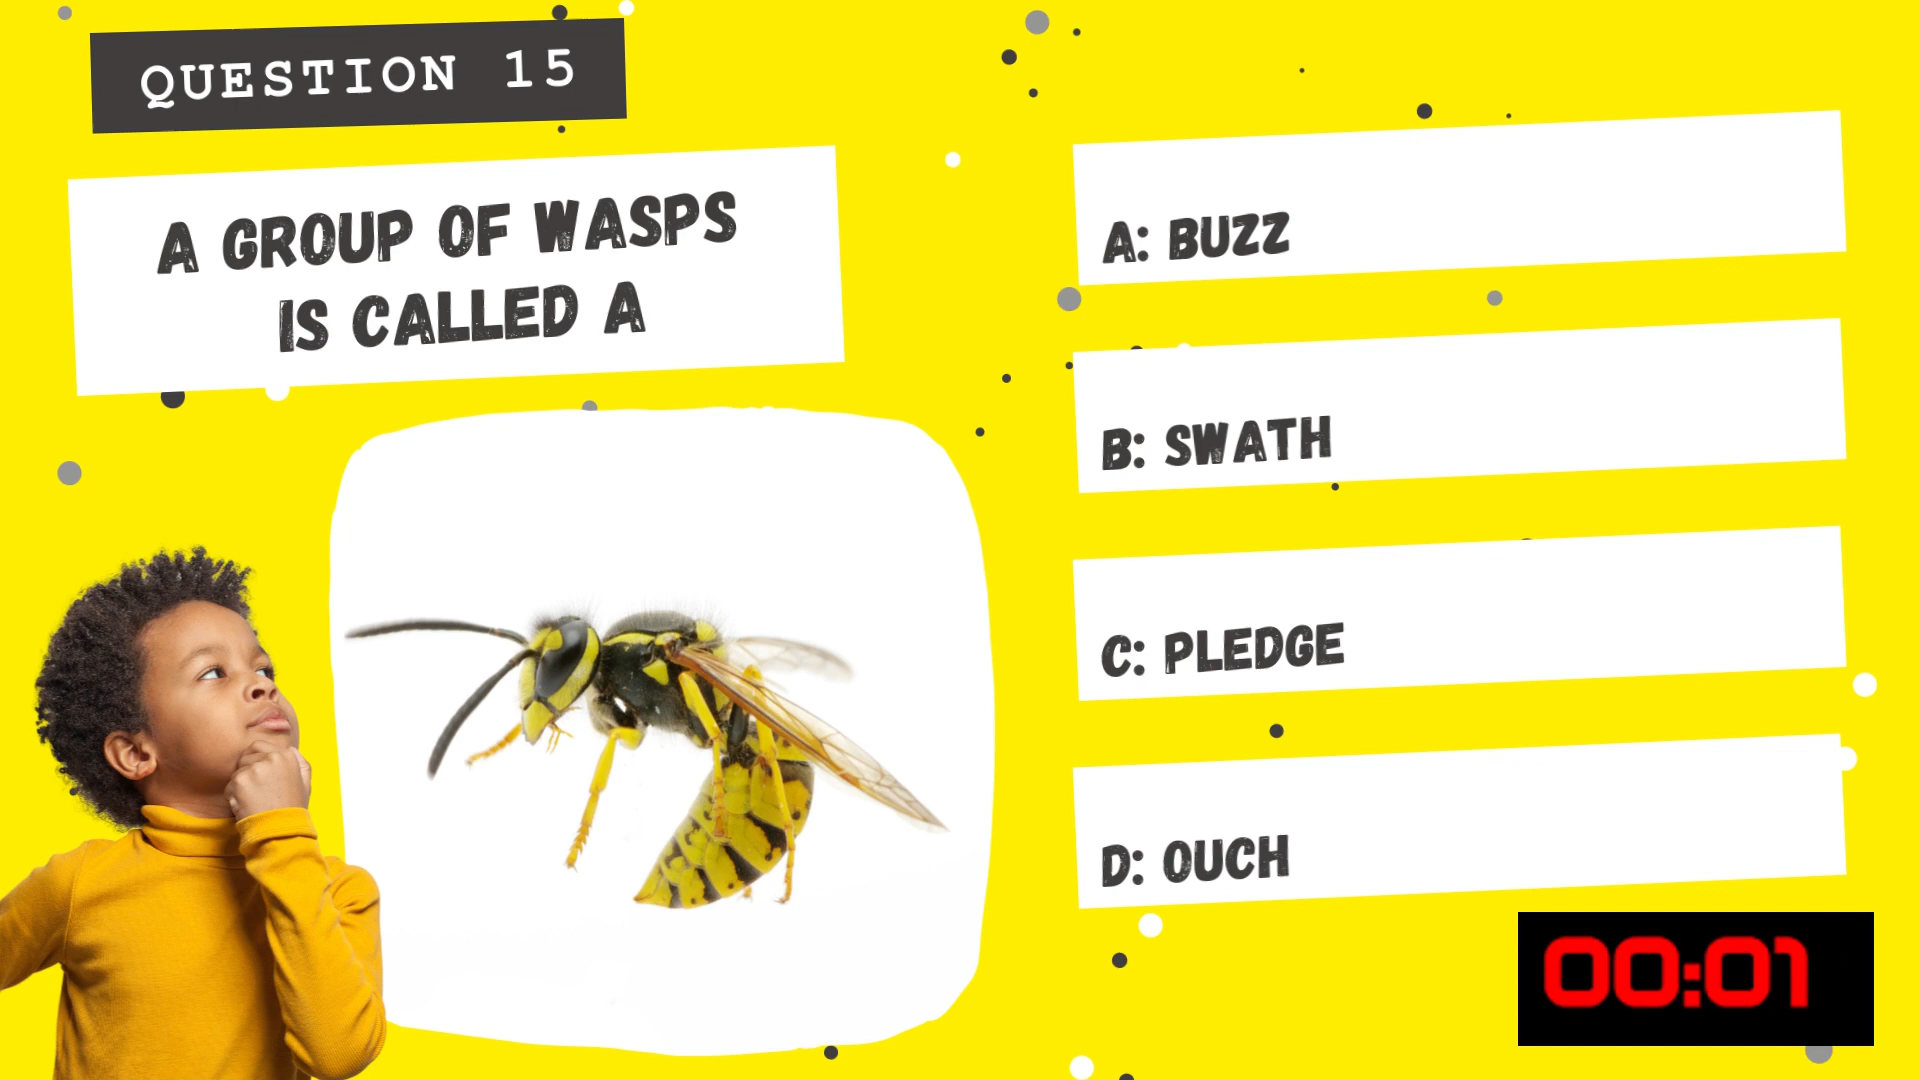 QUESTION 15
A GROUP OF WASPS
IS CALLED A
A: BUZZ
B: SWATH
C: PLEDGE
D: OUCH
00:01